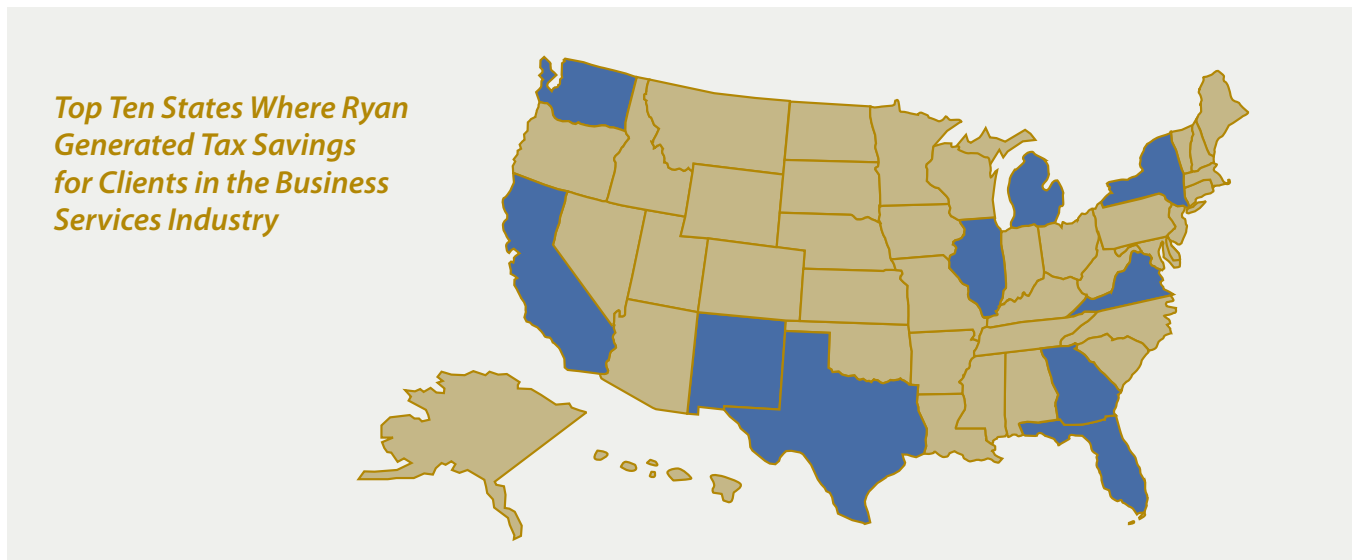 Top Ten States Where Ryan
Generated Tax Savings
for Clients in the Business
Services Industry